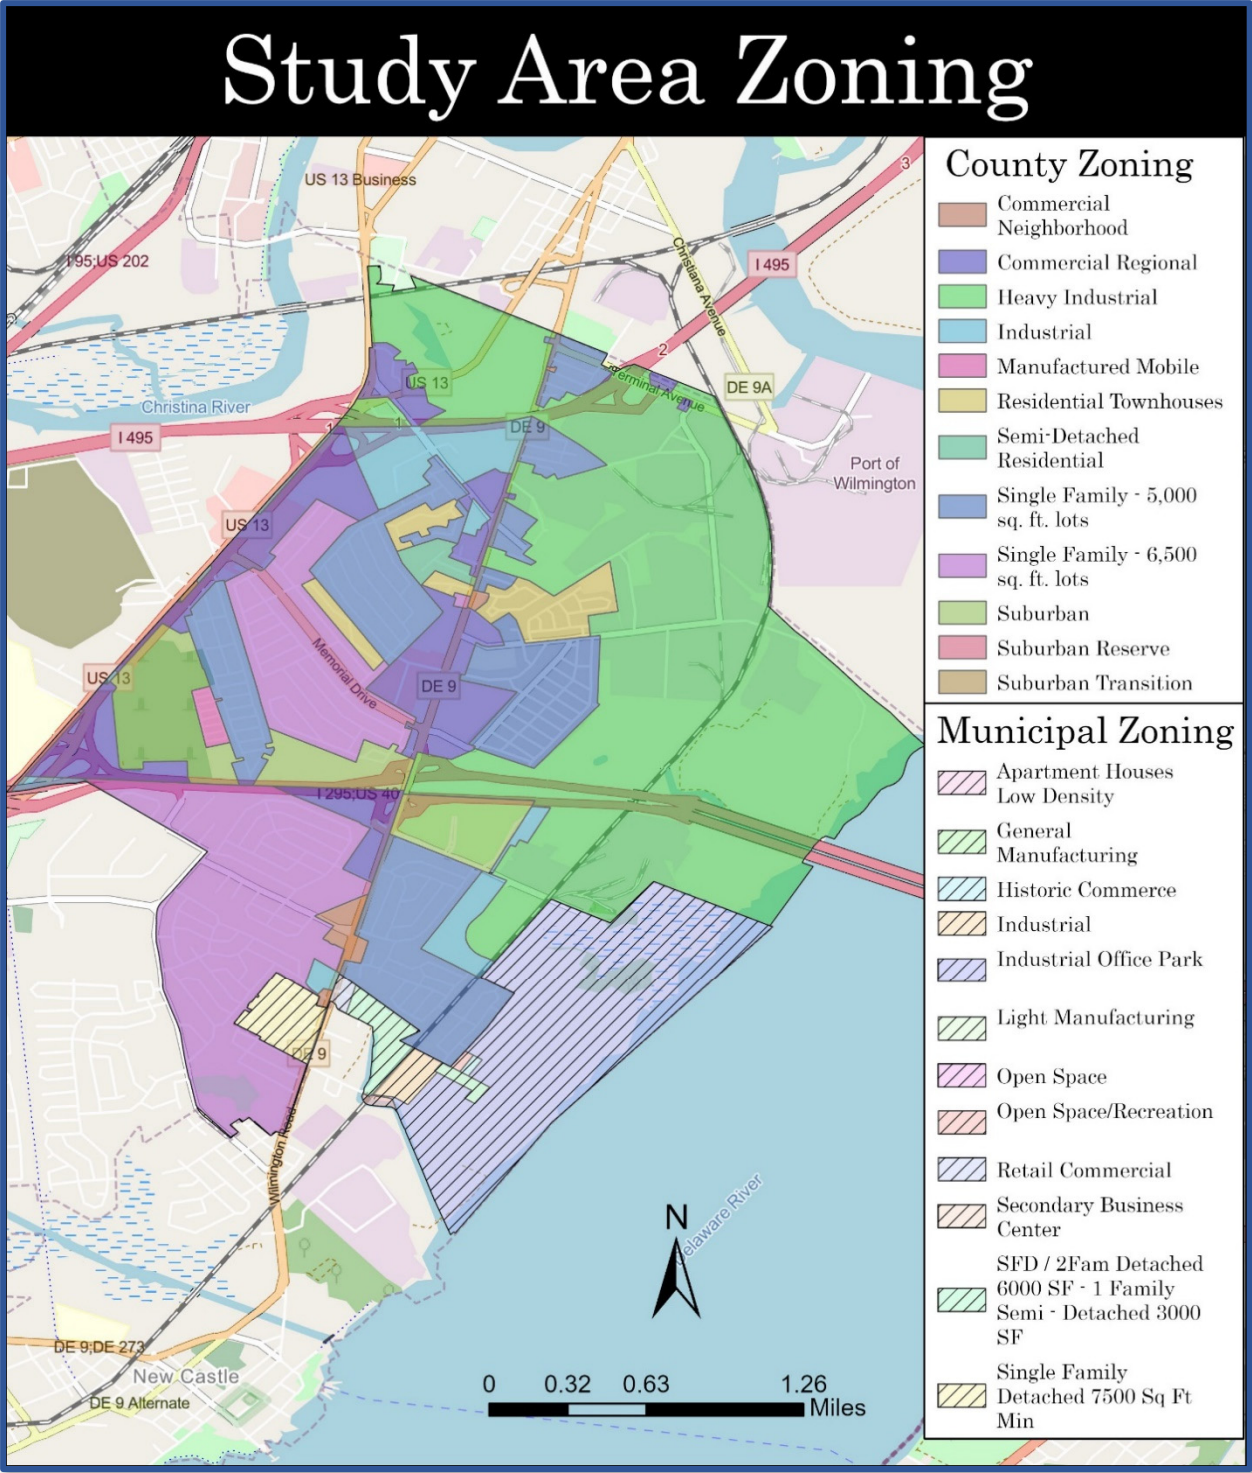 Study Area Zoning
US 13 Business
3
I 95;US 202
I 495
Christiana Avenue
2
US 13
Terminal Avenue
DE 9A
Christina River
1
1
I 495
DE 9
Port of
Wilmington
US 13
Memorial Drive
US 13
DE 9
I 295;US 40
DE 9
Wilmington Road
Delaware River
N
DE 9;DE 273
New Castle
DE 9 Alternate
0 0.32 0.63 1.26
Miles
County Zoning
Commercial
Neighborhood
Commercial Regional
Heavy Industrial
Industrial
Manufactured Mobile
Residential Townhouses
Semi-Detached
Residential
Single Family - 5,000
sq. ft. lots
Single Family - 6,500
sq. ft. lots
Suburban
Suburban Reserve
Suburban Transition
Municipal Zoning
Apartment Houses
Low Density
General
Manufacturing
Historic Commerce
Industrial
Industrial Office Park
Light Manufacturing
Open Space
Open Space/Recreation
Retail Commercial
Secondary Business
Center
SFD / 2Fam Detached
6000 SF - 1 Family
Semi - Detached 3000
SF
Single Family
Detached 7500 Sq Ft
Min